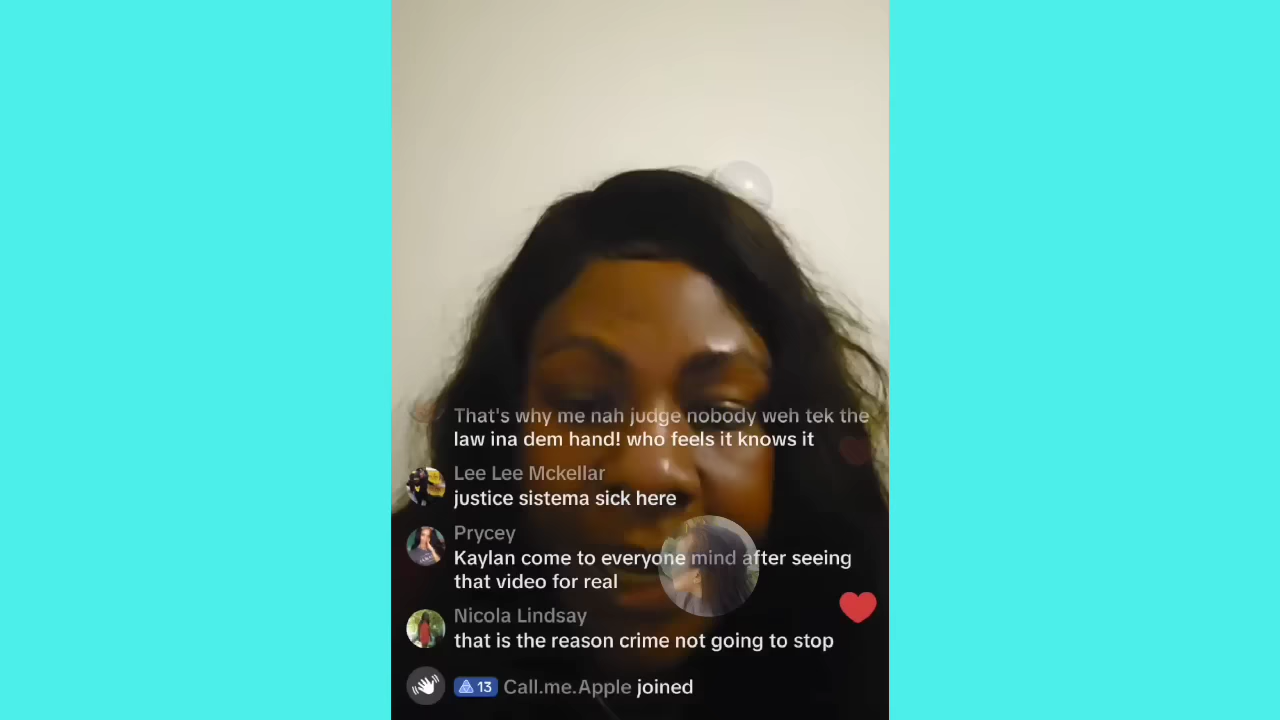 That's why me nah judge nobody weh tek the
law ina dem hand! who feels it knows it
Lee Lee Mckellar
justice sistema sick here
Prycey
Kaylan come to everyone mind after seeing
that video for real
Nicola Lindsay
that is the reason crime not going to stop
13 Call.me.Apple joined